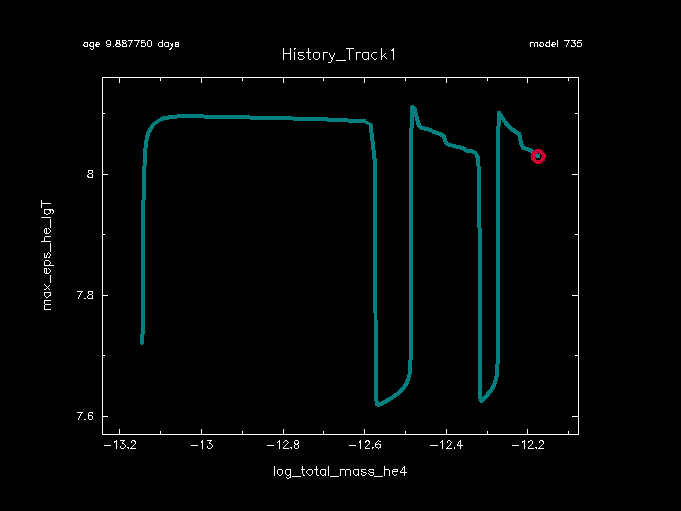 age 9.887750 days
model 735
History_Track1
max_eps_he_lgT
8
7.8
7.6
-13.2 -13 -12.8 -12.6 -12.4 -12.2
log_total_mass_he4